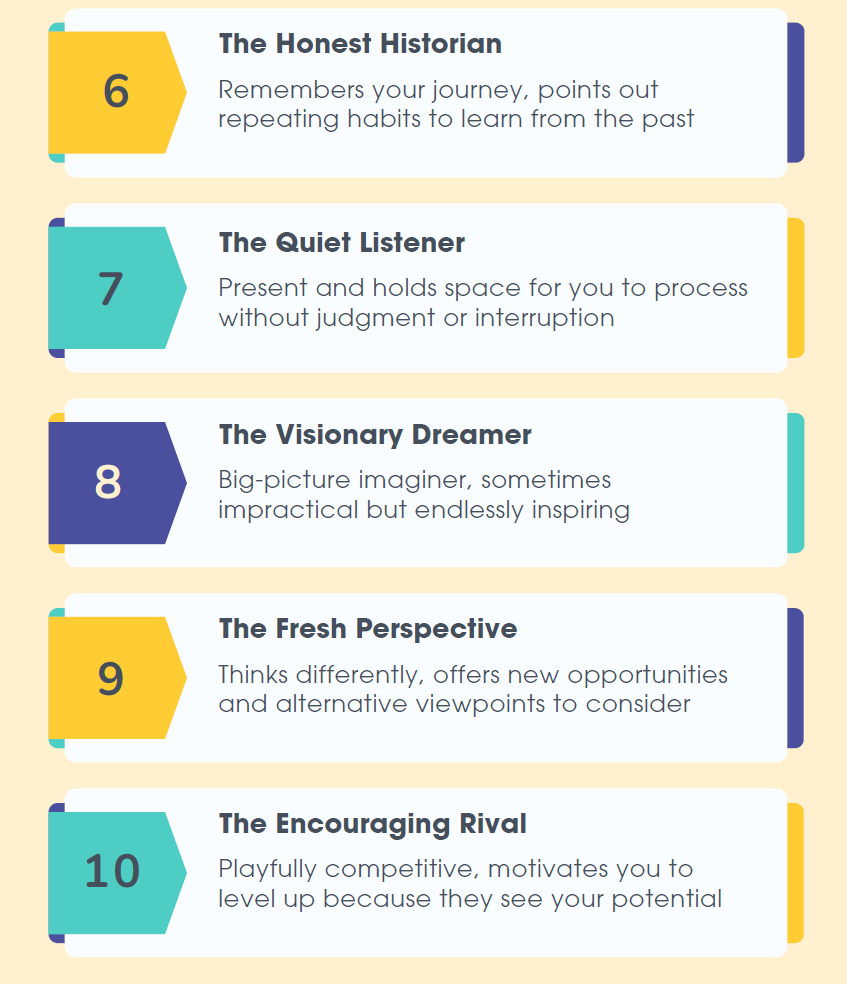 6
The Honest Historian
Remembers your journey, points out
repeating habits to learn from the past
7
The Quiet Listener
Present and holds space for you to process
without judgment or interruption
8
The Visionary Dreamer
Big-picture imaginer, sometimes
impractical but endlessly inspiring
9
The Fresh Perspective
Thinks differently, offers new opportunities
and alternative viewpoints to consider
10
The Encouraging Rival
Playfully competitive, motivates you to
level up because they see your potential